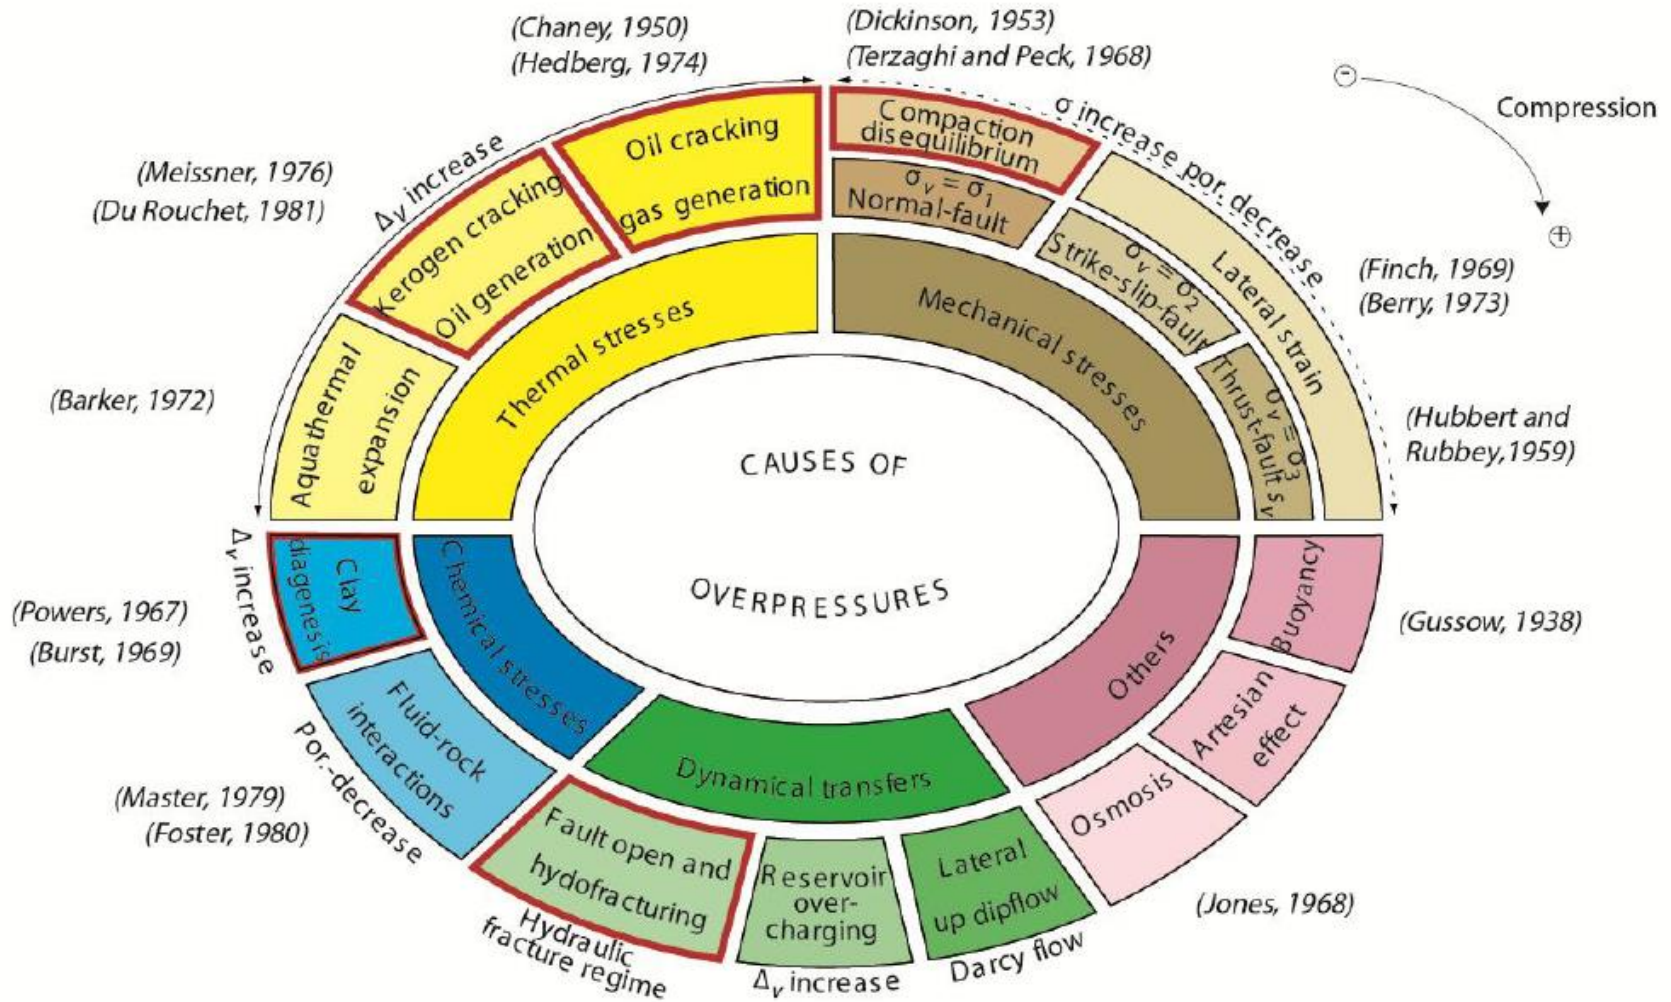 (Chaney, 1950)
(Hedberg, 1974)
(Dickinson, 1953)
(Terzaghi and Peck, 1968)
⊖
Compression
⊕
(Meissner, 1976)
(Du Rouchet, 1981)
Δv increase
σ increase por. decrease
Oil cracking
gas generation
Compaction
disequilibrium
σv = σ1
Normal-fault
Kerogen cracking
Oil generation
σv = σ2
Strike-slip-fault
Lateral strain
(Finch, 1969)
(Berry, 1973)
Thermal stresses
Mechanical stresses
(Barker, 1972)
Aquathermal
expansion
σv = σ3
Thrust-fault sv
(Hubbert and
Rubbey,1959)
CAUSES OF
OVERPRESSURES
Δv increase
Clay
diagenesis
Chemical stresses
(Powers, 1967)
(Burst, 1969)
Buoyancy
(Gussow, 1938)
Others
Fluid-rock
interactions
Por.-decrease
Artesian
effect
(Master, 1979)
(Foster, 1980)
Dynamical transfers
Osmosis
Fault open and
hydofracturing
Hydraulic
fracture regime
Reservoir
over-
charging
Δv increase
Lateral
up dipflow
Darcy flow
(Jones, 1968)